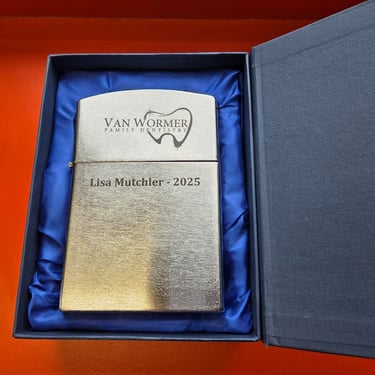 VAN WORMER
FAMILY DENTISTRY
Lisa Mutchler - 2025